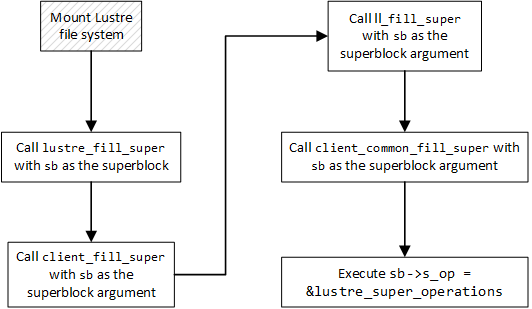 Mount Lustre
file system
Call lustre_fill_super
with sb as the superblock
Call client_fill_super
with sb as the
superblock argument
Call ll_fill_super
with sb as the
superblock argument
Call client_common_fill_super with
sb as the superblock argument
Execute sb->s_op =
&lustre_super_operations